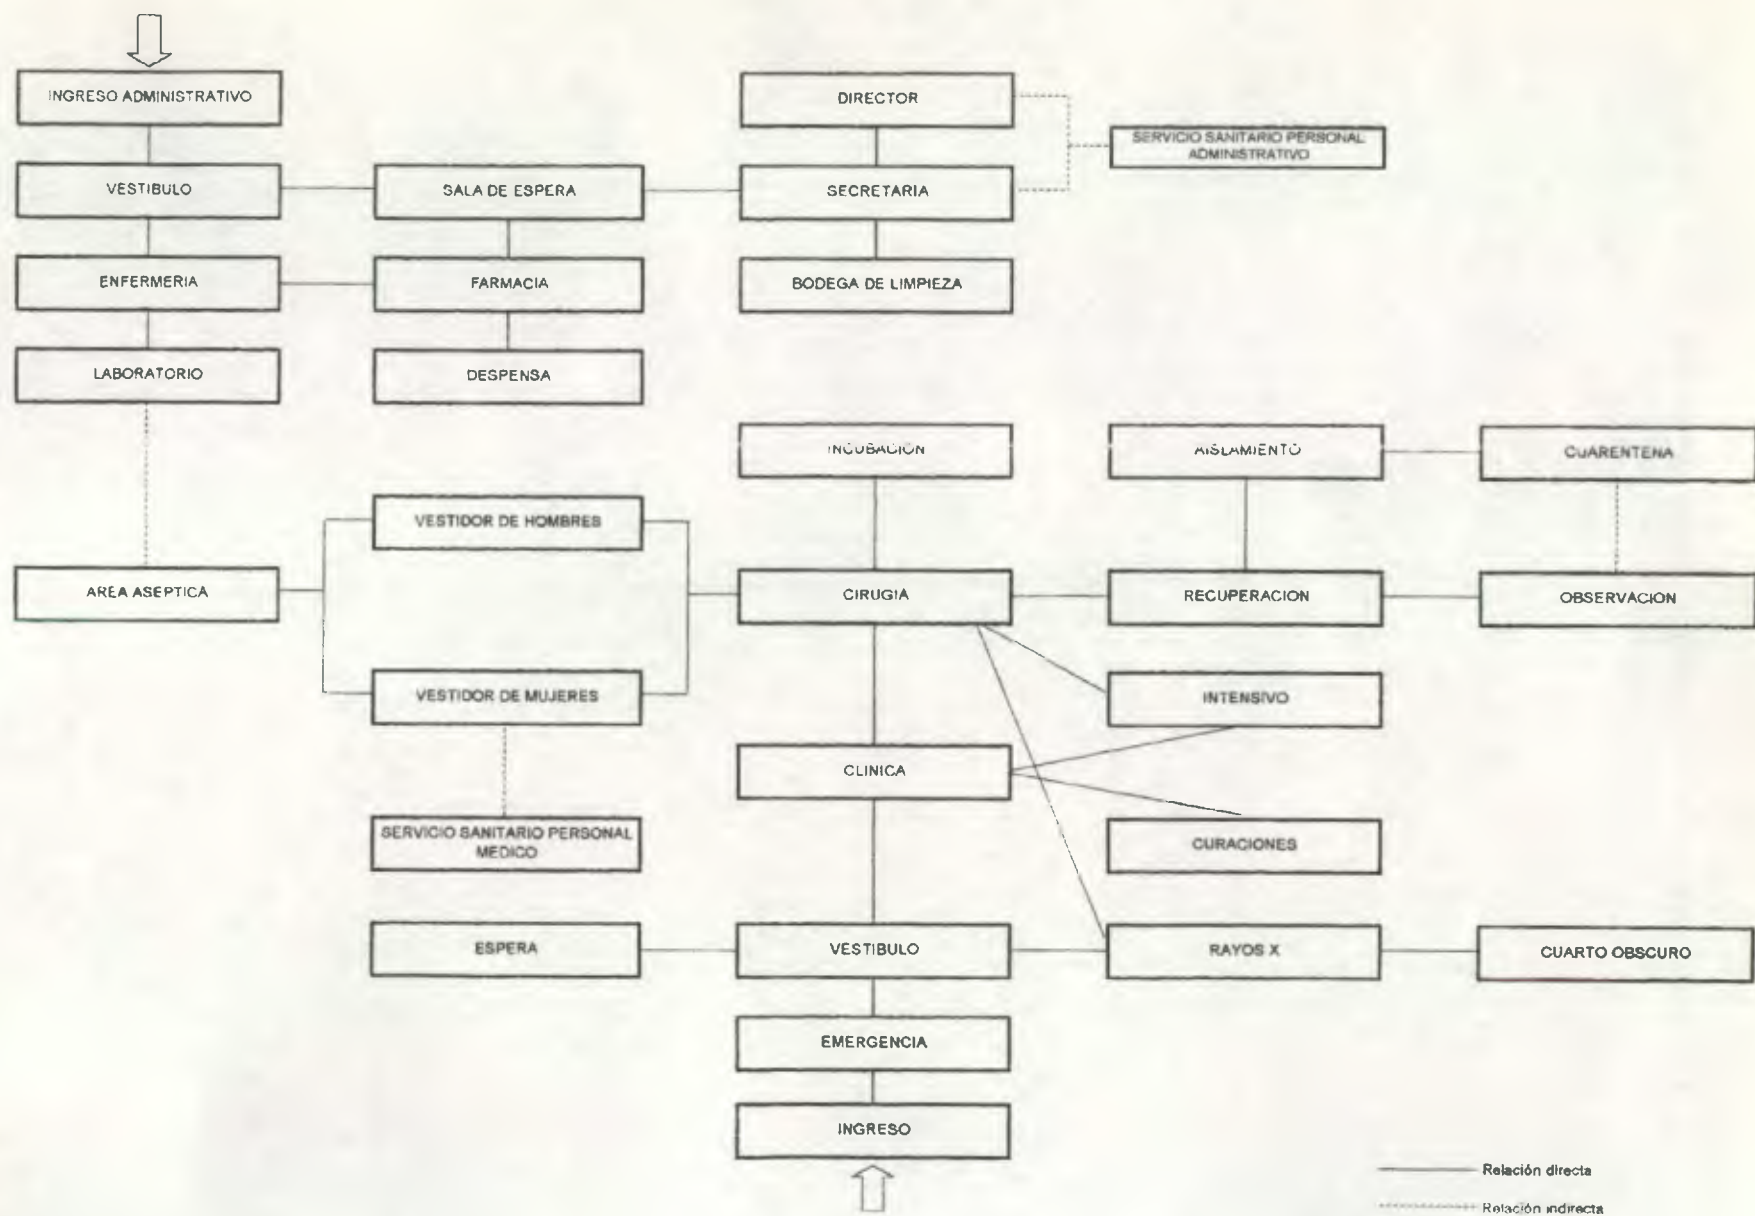 INGRESO ADMINISTRATIVO
DIRECTOR
SERVICIO SANITARIO PERSONAL
ADMINISTRATIVO
VESTIBULO
SALA DE ESPERA
SECRETARIA
ENFERMERIA
FARMACIA
BODEGA DE LIMPIEZA
LABORATORIO
DESPENSA
INCUBACIÓN
AISLAMIENTO
CUARENTENA
VESTIDOR DE HOMBRES
AREA ASEPTICA
CIRUGIA
RECUPERACION
OBSERVACION
VESTIDOR DE MUJERES
INTENSIVO
CLINICA
SERVICIO SANITARIO PERSONAL
MEDICO
CURACIONES
ESPERA
VESTIBULO
RAYOS X
CUARTO OBSCURO
EMERGENCIA
INGRESO
Relación directa
Relación indirecta